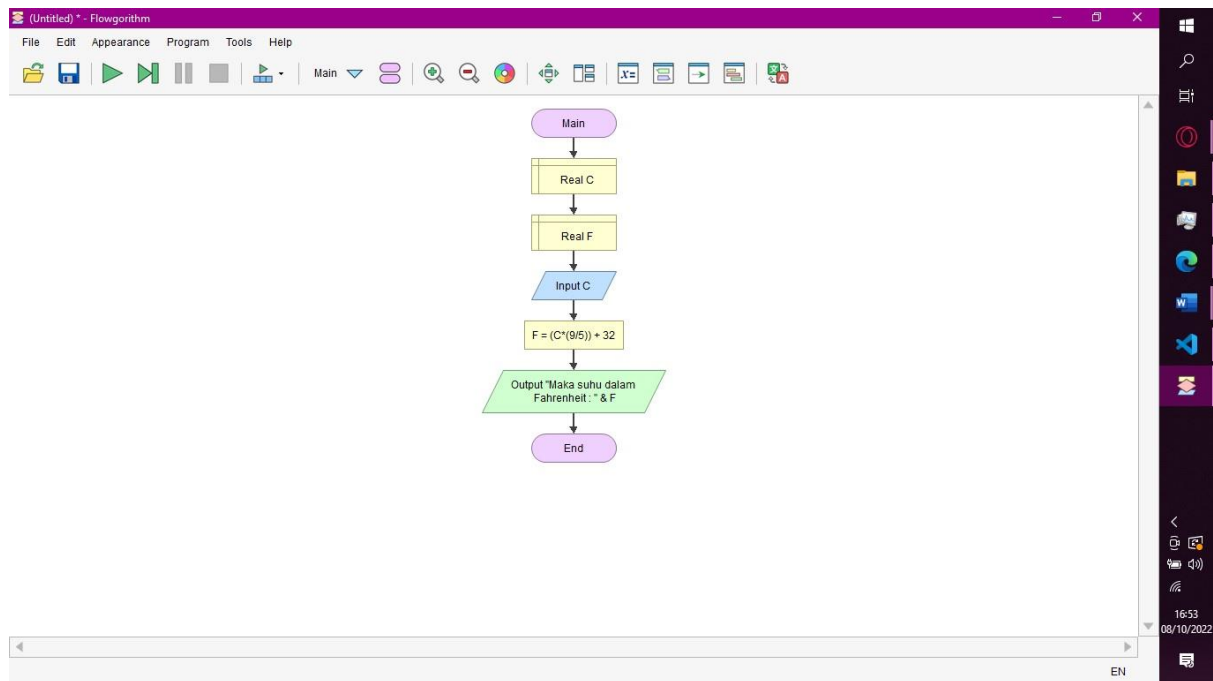 (Untitled) * - Flowgorithm
File Edit Appearance Program Tools Help
Main
x=
Main
Real C
Real F
Input C
F = (C*(9/5)) + 32
Output "Maka suhu dalam
Fahrenheit : " & F
End
16:53
08/10/2022
EN